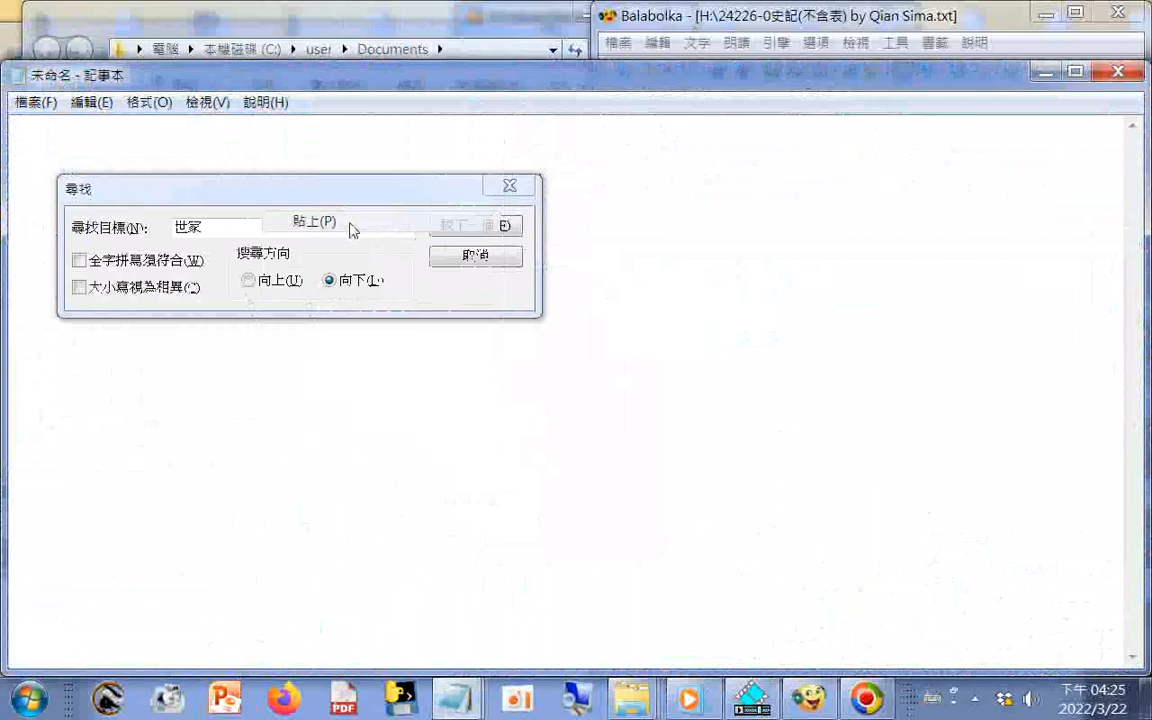 Balabolka - [H:\24226-0史記(不含表) by Qian Sima.txt]
電腦 本機磁碟 (C:) user Documents
檔案 編輯 文字 朗讀 引擎 選項 檢視 工具 書籤 說明
未命名 - 記事本
檔案(F) 編輯(E) 格式(O) 檢視(V) 說明(H)
尋找
尋找目標(N): 世家 貼上(P)
全字拼寫須符合(W) 搜尋方向 取消
大小寫視為相異(C) 向上(U) 向下(D)
PDF
下午 04:25
2022/3/22